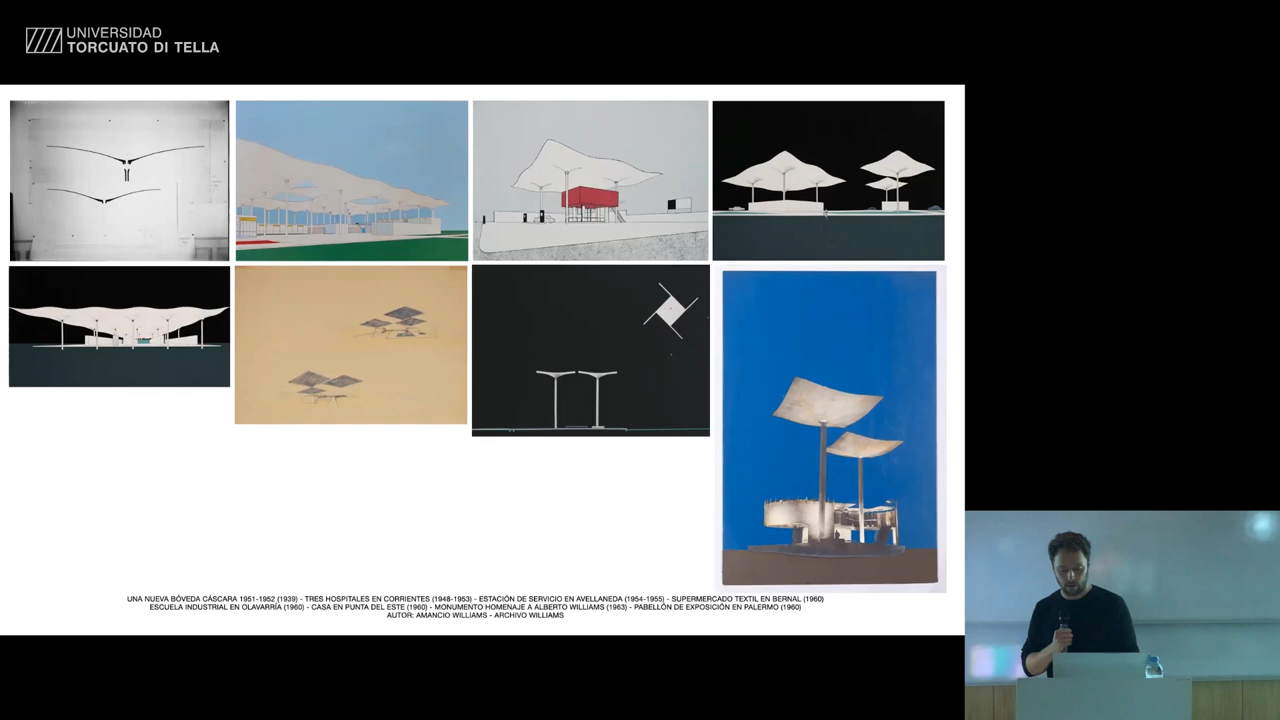 UNIVERSIDAD
TORCUATO DI TELLA
UNA NUEVA BÓVEDA CÁSCARA 1951-1952 (1939) - TRES HOSPITALES EN CORRIENTES (1948-1953) - ESTACIÓN DE SERVICIO EN AVELLANEDA (1954-1955) - SUPERMERCADO TEXTIL EN BERNAL (1960)
ESCUELA INDUSTRIAL EN OLAVARRÍA (1960) - CASA EN PUNTA DEL ESTE (1960) - MONUMENTO HOMENAJE A ALBERTO WILLIAMS (1963) - PABELLÓN DE EXPOSICIÓN EN PALERMO (1960)
AUTOR: AMANCIO WILLIAMS - ARCHIVO WILLIAMS